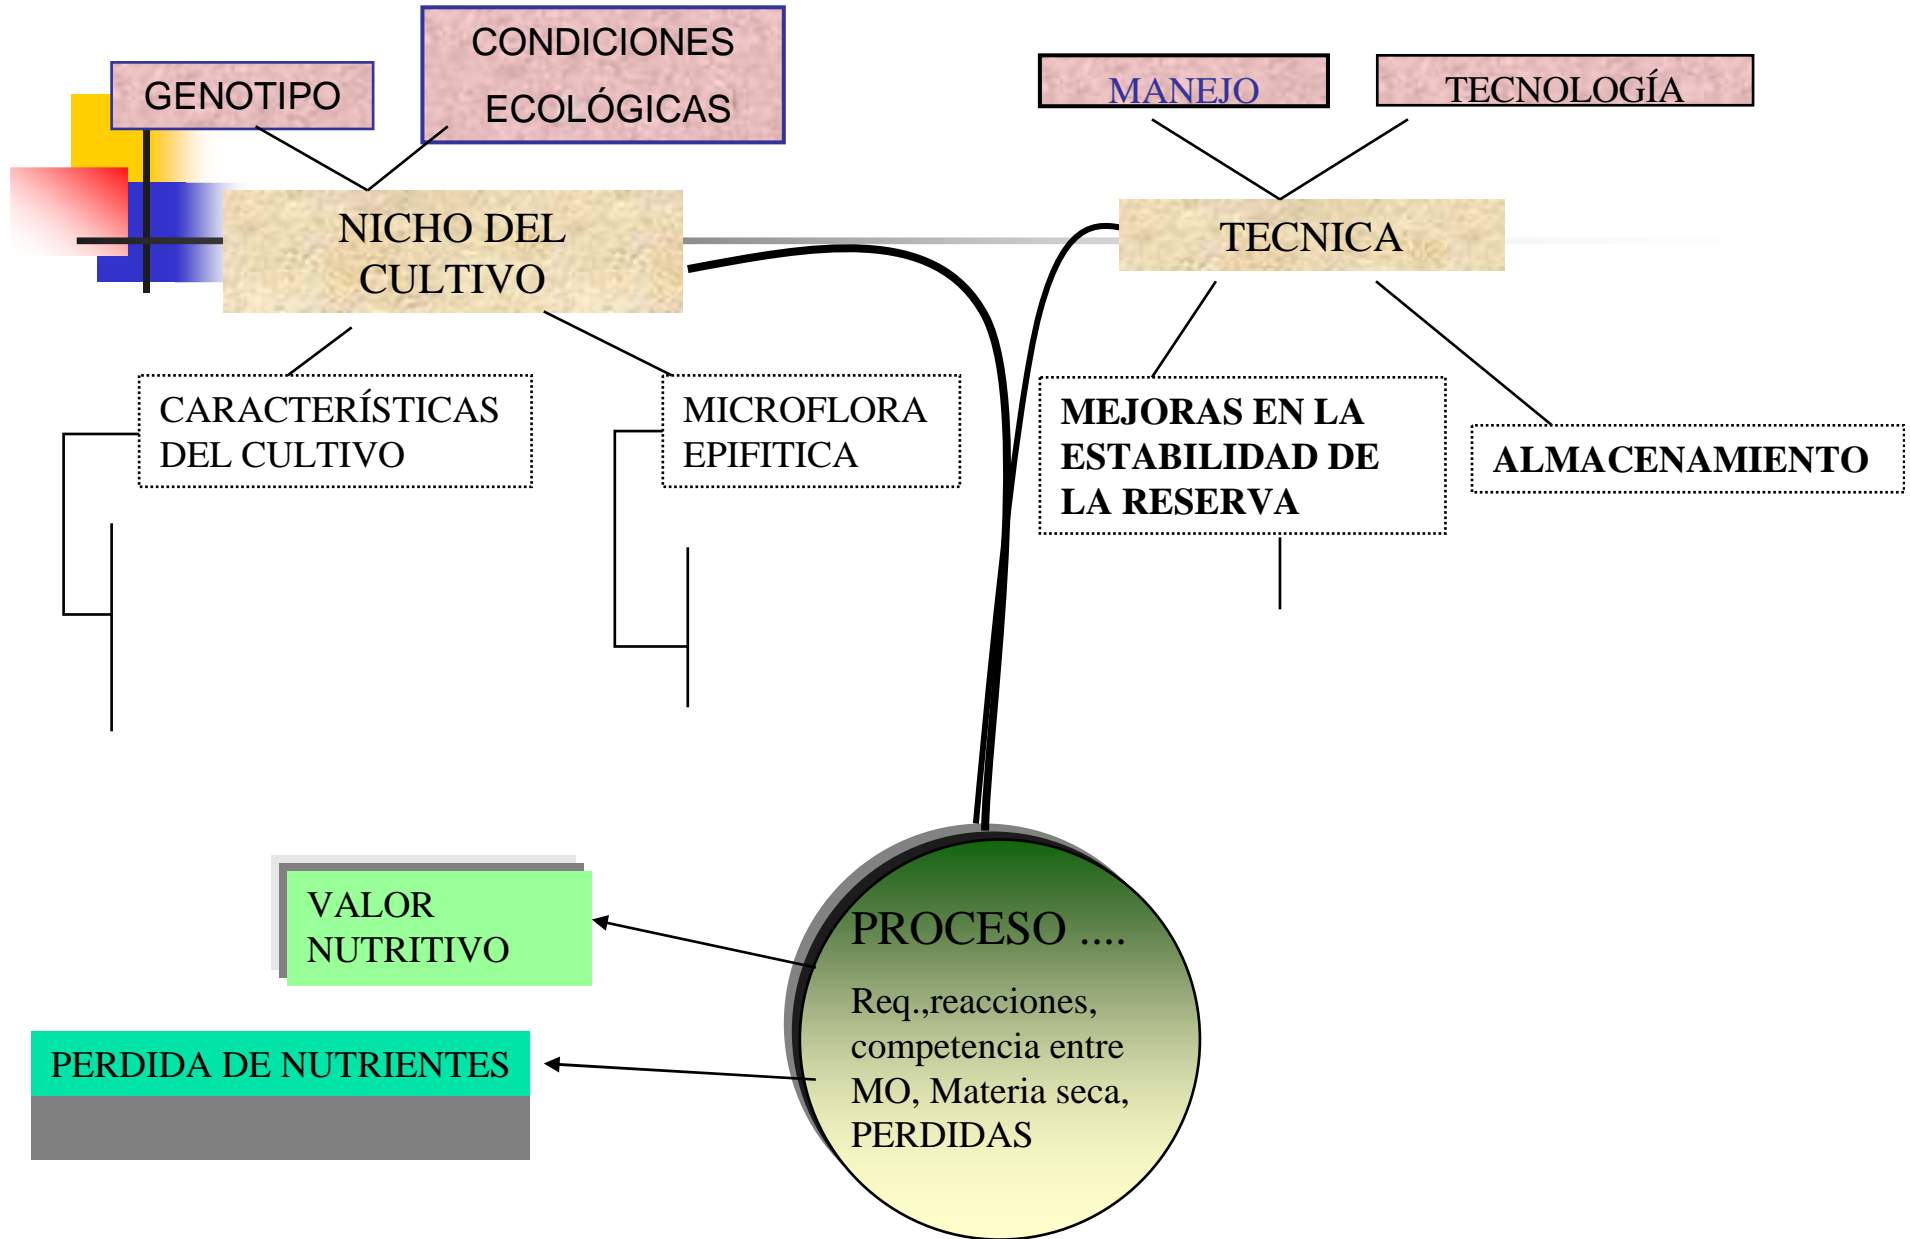 GENOTIPO
CONDICIONES
ECOLÓGICAS
MANEJO
TECNOLOGÍA
NICHO DEL
CULTIVO
TECNICA
CARACTERÍSTICAS
DEL CULTIVO
MICROFLORA
EPIFITICA
MEJORAS EN LA
ESTABILIDAD DE
LA RESERVA
ALMACENAMIENTO
VALOR
NUTRITIVO
PERDIDA DE NUTRIENTES
PROCESO ....
Req.,reacciones,
competencia entre
MO, Materia seca,
PERDIDAS